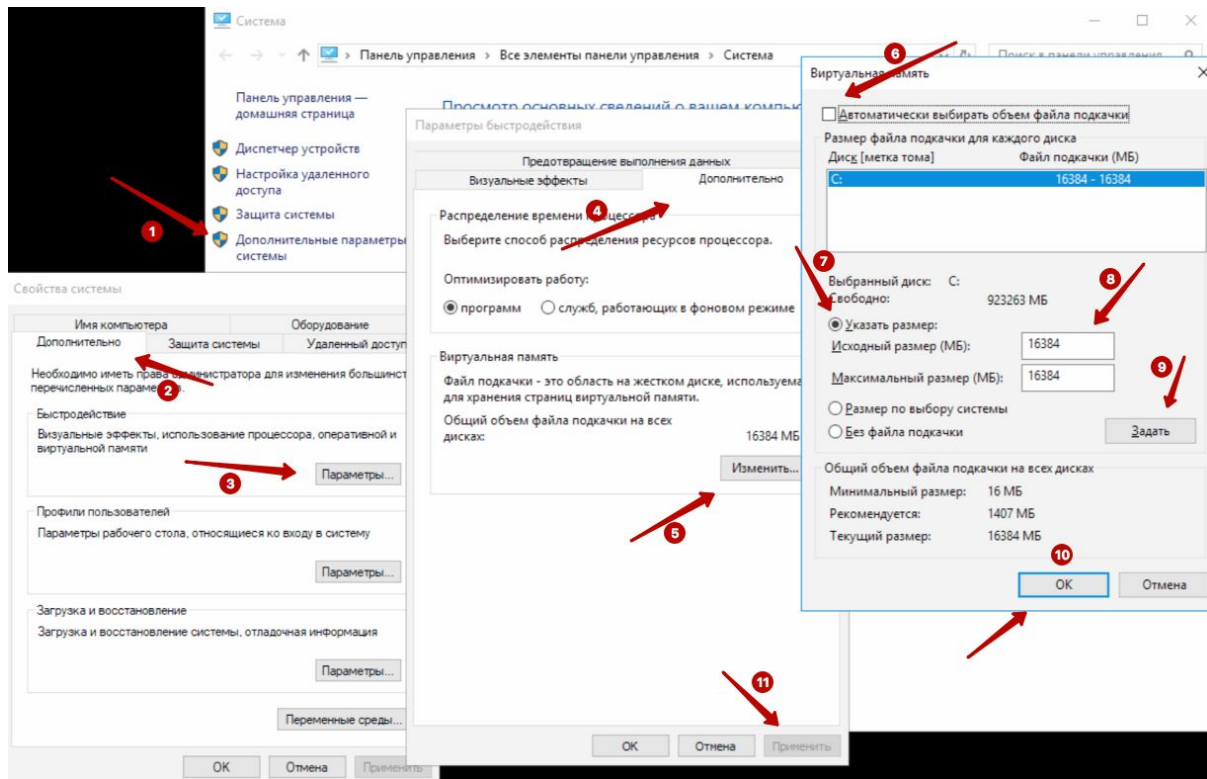 Система
Панель управления > Все элементы панели управления > Система
Поиск в панели управления
Панель управления —
домашняя страница
Диспетчер устройств
Настройка удаленного
доступа
Защита системы
1
Дополнительные параметры
системы
Просмотр основных сведений о вашем
Свойства системы
Имя компьютера
Оборудование
Дополнительно
Защита системы
Удаленный доступ
2
Необходимо иметь права администратора для изменения
перечисленных
Быстродействие
Визуальные эффекты, использование процессора, оперативной и
виртуальной памяти
3
Параметры...
Профили пользователей
Параметры рабочего стола, относящиеся ко входу в систему
Параметры...
Загрузка и восстановление
Загрузка и восстановление системы, отладочная информация
Параметры...
Переменные среды...
ОК
Отмена
Применить
Параметры быстродействия
Предотвращение выполнения данных
Визуальные эффекты
Дополнительно
4
Распределение времени процессора
Выберите способ распределения ресурсов процессора.
Оптимизировать работу:
программ
служб, работающих в фоновом режиме
Виртуальная память
Файл подкачки - это область на жестком диске,
для хранения страниц виртуальной памяти.
Общий объем файла подкачки на всех
дисках:
16384 МБ
Изменить...
5
11
ОК
Отмена
Применить
6
Виртуальная память
Автоматически выбирать объем файла подкачки
Размер файла подкачки для каждого диска
Диск [метка тома]
Файл подкачки (МБ)
C:
16384 - 16384
7
8
Выбранный диск:
C:
Свободно:
923263 МБ
Указать размер:
Исходный размер (МБ):
16384
Максимальный размер (МБ):
16384
9
Размер по выбору системы
Без файла подкачки
Задать
Общий объем файла подкачки на всех дисках
Минимальный размер:
16 МБ
Рекомендуется:
1407 МБ
Текущий размер:
16384 МБ
10
ОК
Отмена